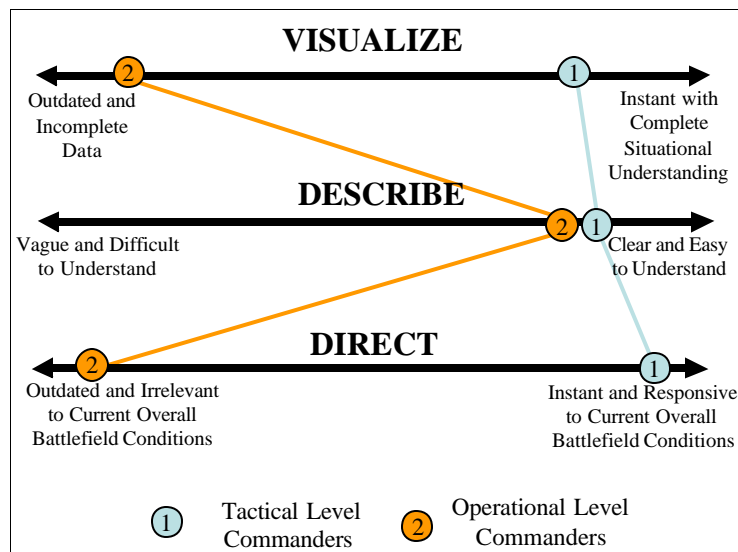 VISUALIZE
2
1
Outdated and
Incomplete
Data
Instant with
Complete
Situational
Understanding
DESCRIBE
2
1
Vague and Difficult
to Understand
Clear and Easy
to Understand
DIRECT
2
1
Outdated and Irrelevant
to Current Overall
Battlefield Conditions
Instant and Responsive
to Current Overall
Battlefield Conditions
1
Tactical Level
Commanders
2
Operational Level
Commanders